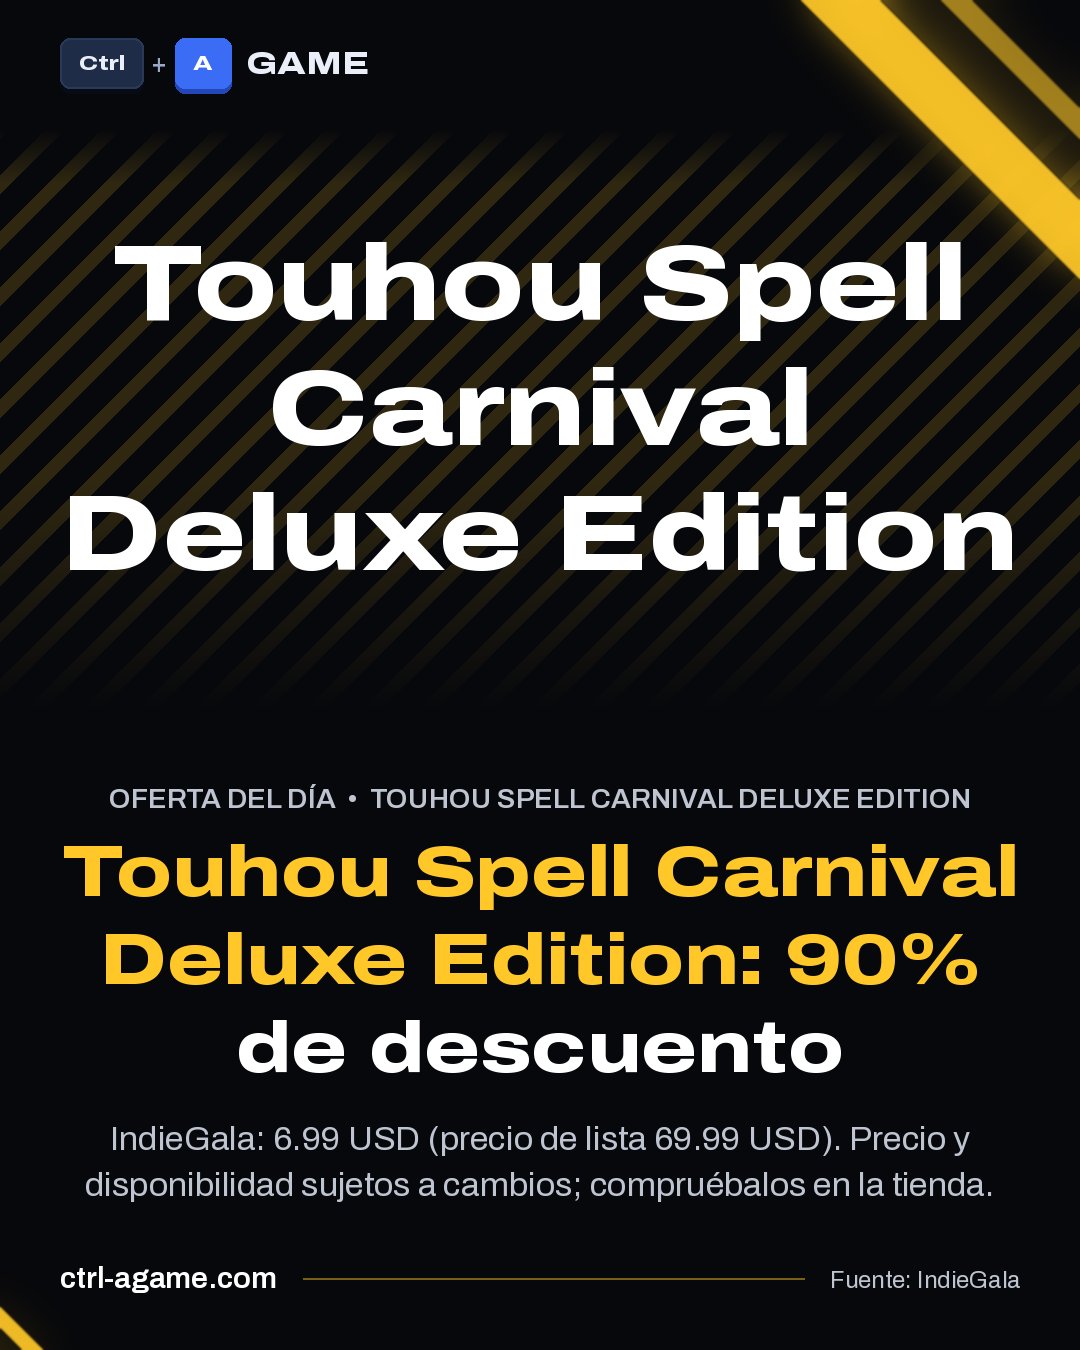 Ctrl + A GAME
Touhou Spell
Carnival
Deluxe Edition
OFERTA DEL DÍA • TOUHOU SPELL CARNIVAL DELUXE EDITION
Touhou Spell Carnival
Deluxe Edition: 90%
de descuento
IndieGala: 6.99 USD (precio de lista 69.99 USD). Precio y
disponibilidad sujetos a cambios; compruébalos en la tienda.
ctrl-agame.com
Fuente: IndieGala